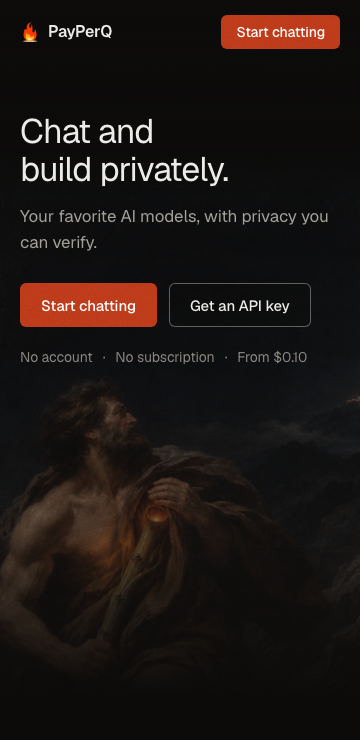 PayPerQ
Start chatting
Chat and
build privately.
Your favorite AI models, with privacy you
can verify.
Start chatting
Get an API key
No account · No subscription · From $0.10